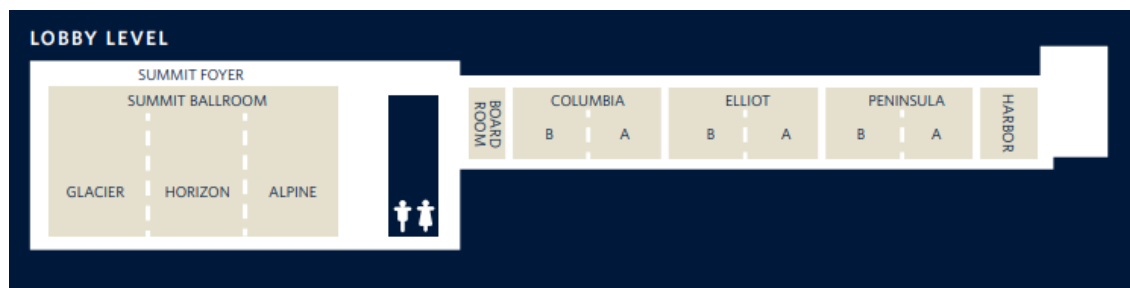 LOBBY LEVEL
SUMMIT FOYER
SUMMIT BALLROOM
GLACIER
HORIZON
ALPINE
BOARD
ROOM
COLUMBIA
B
A
ELLIOT
B
A
PENINSULA
B
A
HARBOR